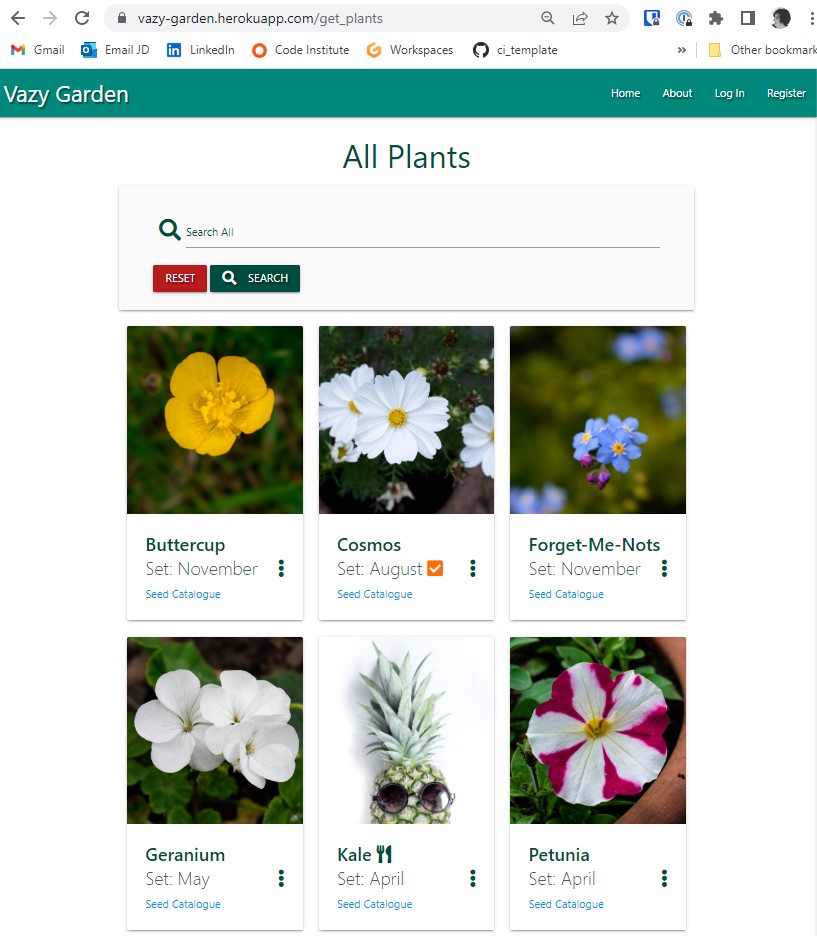 vazy-garden.herokuapp.com/get_plants
Gmail Email JD LinkedIn Code Institute Workspaces ci_template » Other bookmark
Vazy Garden Home About Log In Register
All Plants
Search All
RESET SEARCH
Buttercup Cosmos Forget-Me-Nots
Set: November Set: August Set: November
Seed Catalogue Seed Catalogue Seed Catalogue
Geranium Kale Petunia
Set: May Set: April Set: April
Seed Catalogue Seed Catalogue Seed Catalogue